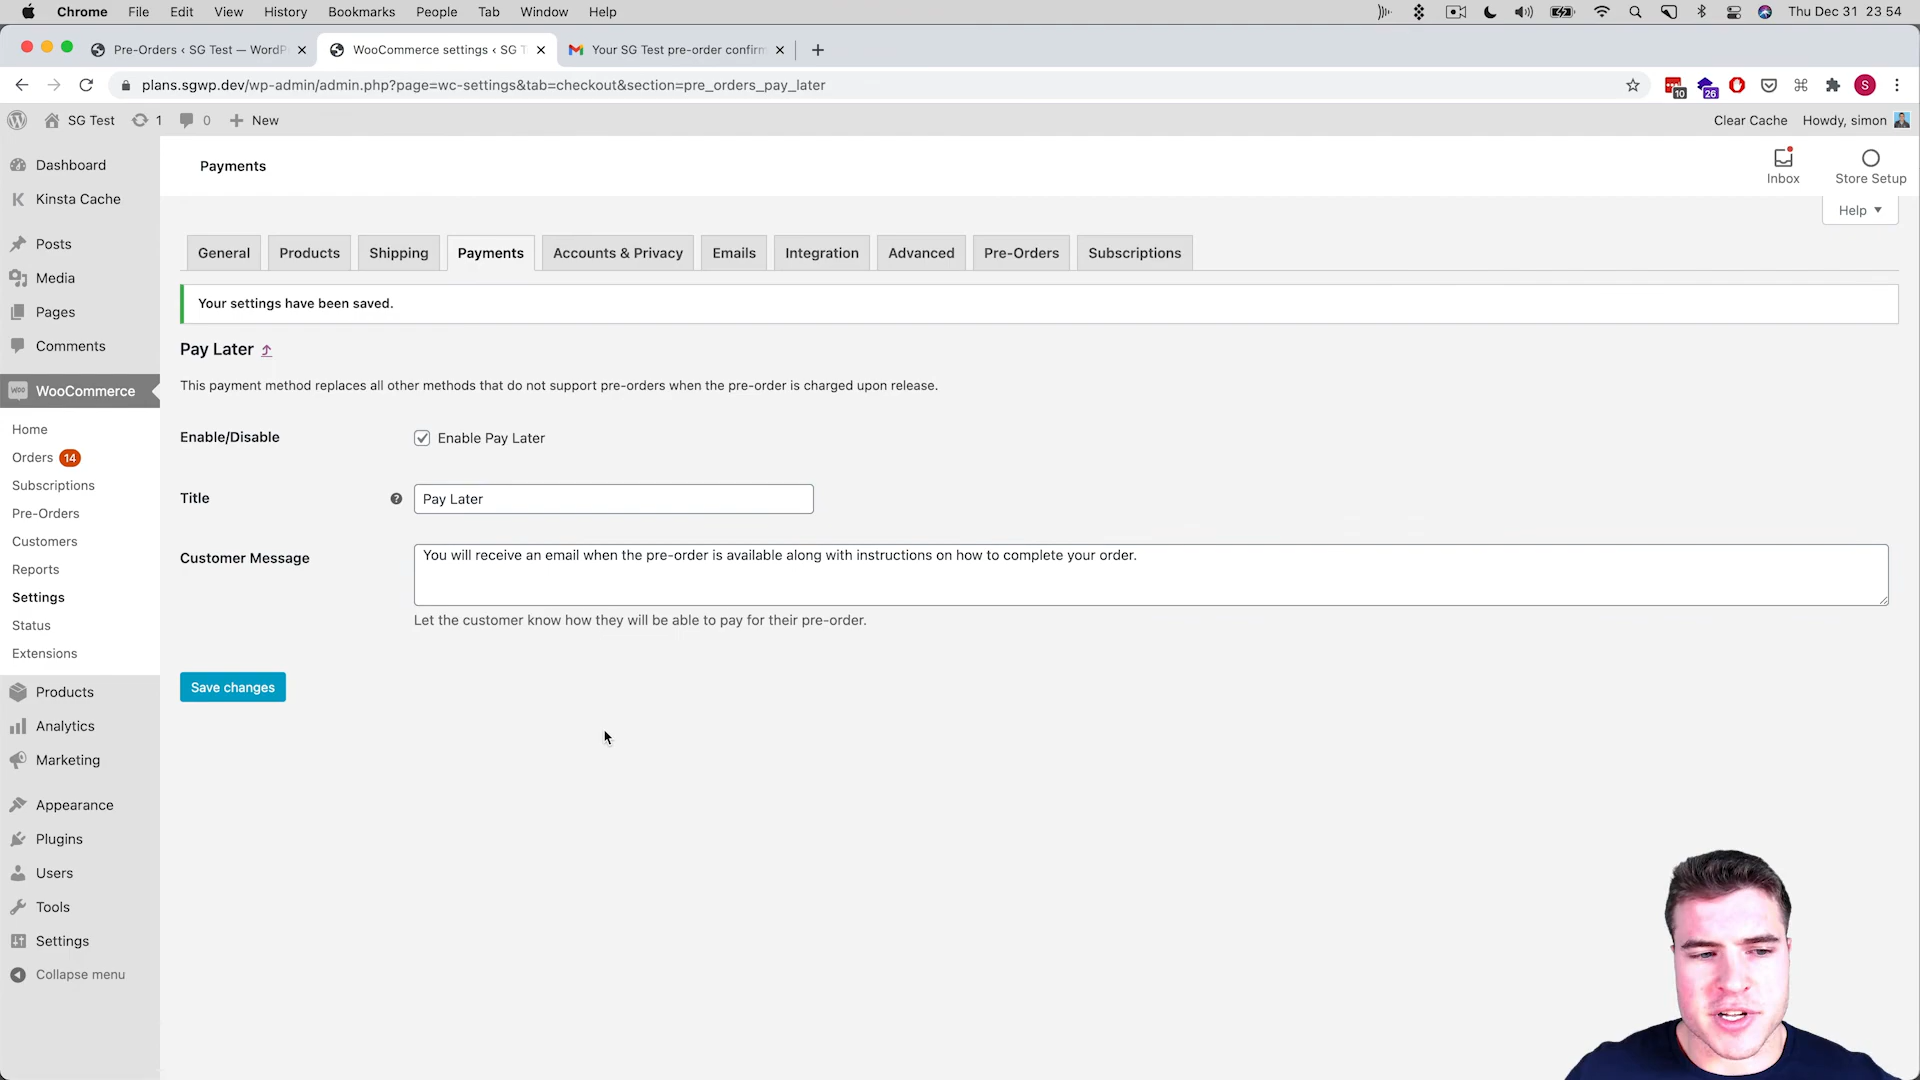 Chrome File Edit View History Bookmarks People Tab Window Help Thu Dec 31 23 54
Pre-Orders ‹ SG Test — WordP WooCommerce settings ‹ SG T Your SG Test pre-order confirm
plans.sgwp.dev/wp-admin/admin.php?page=wc-settings&tab=checkout&section=pre_orders_pay_later 10 26 S
SG Test 1 0 New Clear Cache Howdy, simon
Dashboard
Kinsta Cache
Posts
Media
Pages
Comments
WooCommerce
Home
Orders 14
Subscriptions
Pre-Orders
Customers
Reports
Settings
Status
Extensions
Products
Analytics
Marketing
Appearance
Plugins
Users
Tools
Settings
Collapse menu
Payments
Inbox Store Setup
Help
General Products Shipping Payments Accounts & Privacy Emails Integration Advanced Pre-Orders Subscriptions
Your settings have been saved.
Pay Later
This payment method replaces all other methods that do not support pre-orders when the pre-order is charged upon release.
Enable/Disable Enable Pay Later
Title Pay Later
Customer Message You will receive an email when the pre-order is available along with instructions on how to complete your order.
Let the customer know how they will be able to pay for their pre-order.
Save changes